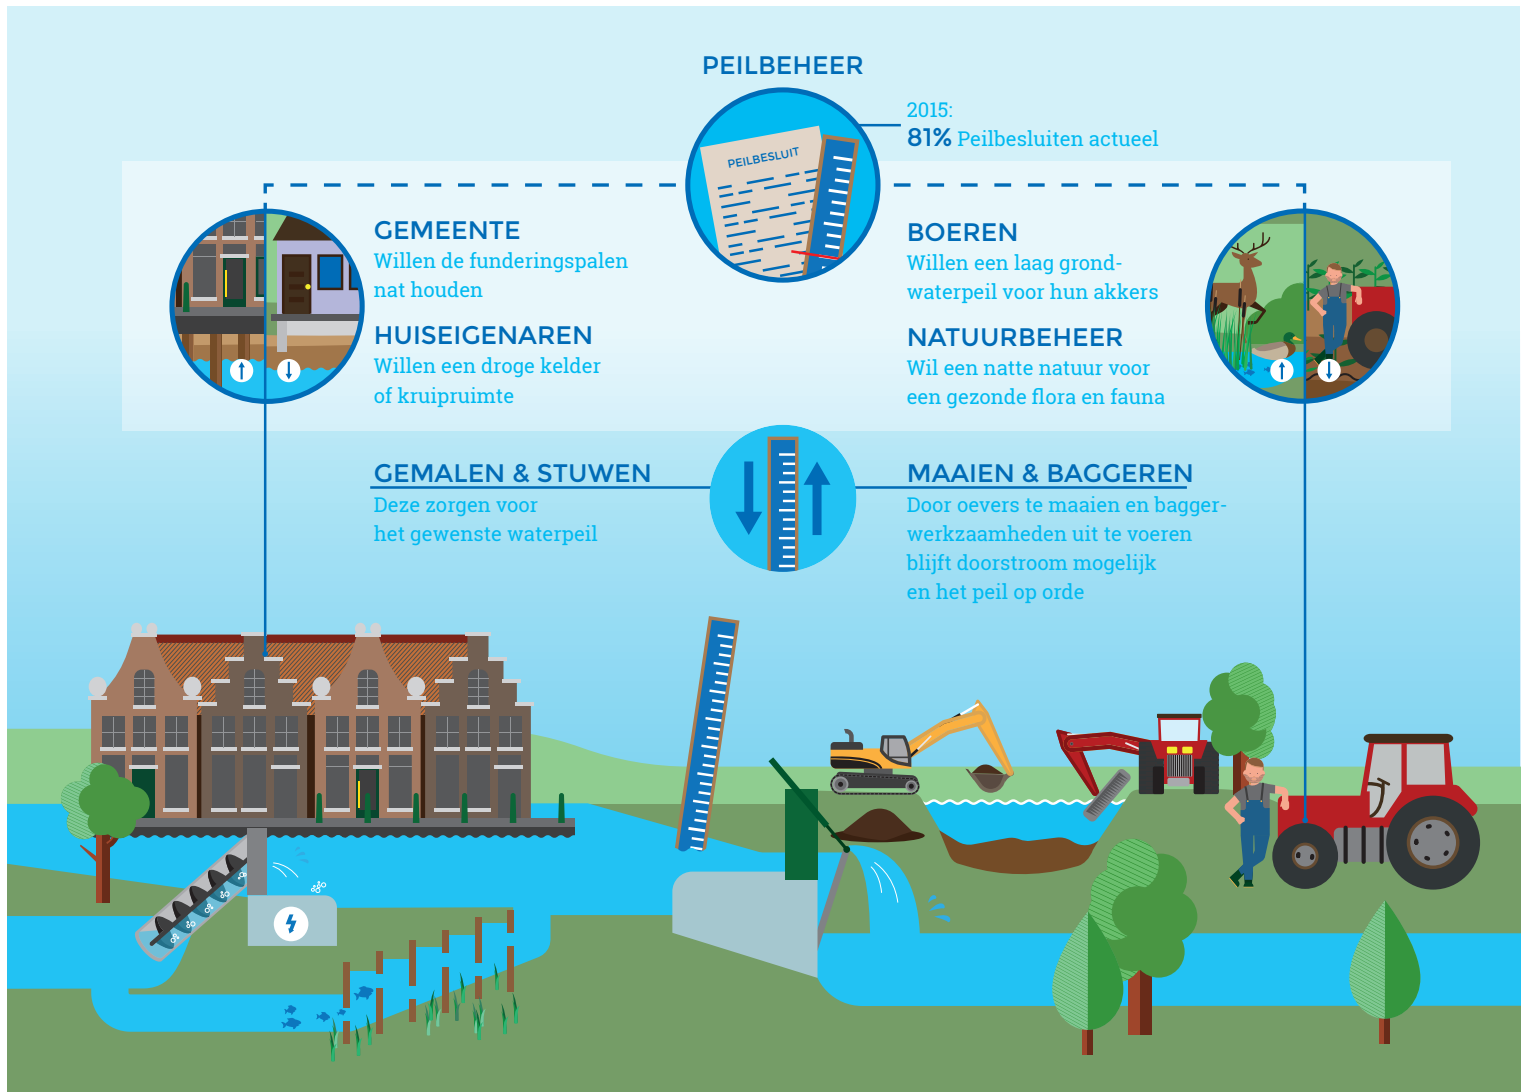 PEILBEHEER
PEILBESLUIT
2015:
81% Peilbesluiten actueel
GEMEENTE
Willen de funderingspalen
nat houden
HUISEIGENAREN
Willen een droge kelder
of kruipruimte
BOEREN
Willen een laag grond-
waterpeil voor hun akkers
NATUURBEHEER
Wil een natte natuur voor
een gezonde flora en fauna
GEMALEN & STUWEN
Deze zorgen voor
het gewenste waterpeil
MAAIEN & BAGGEREN
Door oevers te maaien en bagger-
werkzaamheden uit te voeren
blijft doorstroom mogelijk
en het peil op orde